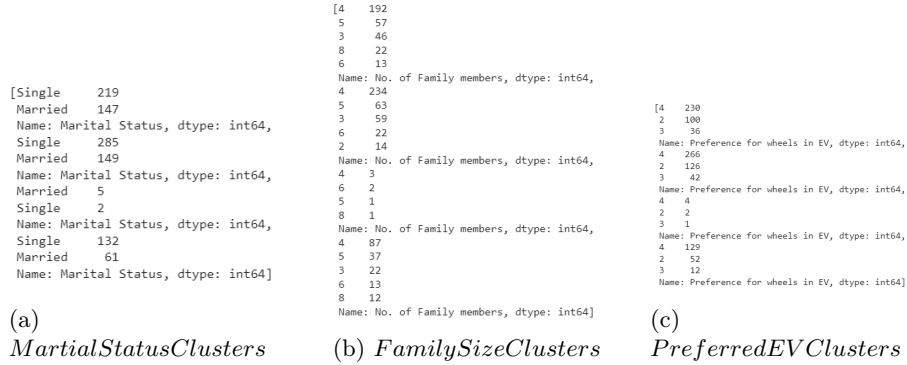 [Single 219
Married 147
Name: Marital Status, dtype: int64,
Single 285
Married 149
Name: Marital Status, dtype: int64,
Married 5
Single 2
Name: Marital Status, dtype: int64,
Single 132
Married 61
Name: Marital Status, dtype: int64]
(a)
MartialStatusClusters
[4 192
5 57
3 46
8 22
6 13
Name: No. of Family members, dtype: int64,
4 234
5 63
3 59
6 22
2 14
Name: No. of Family members, dtype: int64,
4 3
6 2
5 1
8 1
Name: No. of Family members, dtype: int64,
4 87
5 37
3 22
6 13
8 12
Name: No. of Family members, dtype: int64]
(b) FamilySizeClusters
[4 230
2 100
3 36
Name: Preference for wheels in EV, dtype: int64,
4 266
2 126
3 42
Name: Preference for wheels in EV, dtype: int64,
4 4
2 2
3 1
Name: Preference for wheels in EV, dtype: int64,
4 129
2 52
3 12
Name: Preference for wheels in EV, dtype: int64]
(c)
PreferredEVClusters